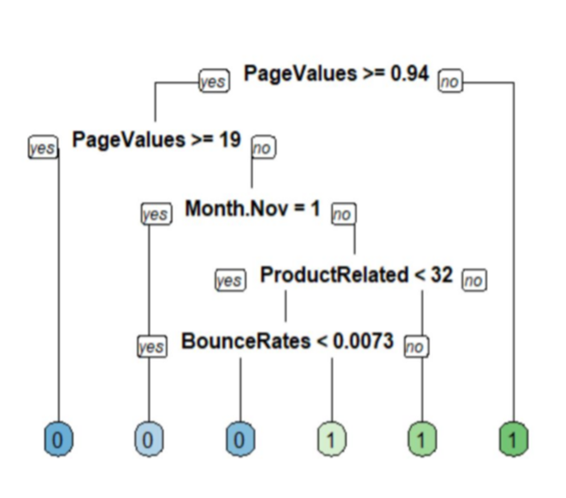 yes PageValues >= 0.94 no
yes PageValues >= 19 no
yes Month.Nov = 1 no
yes ProductRelated < 32 no
yes BounceRates < 0.0073 no
0 0 0 1 1 1